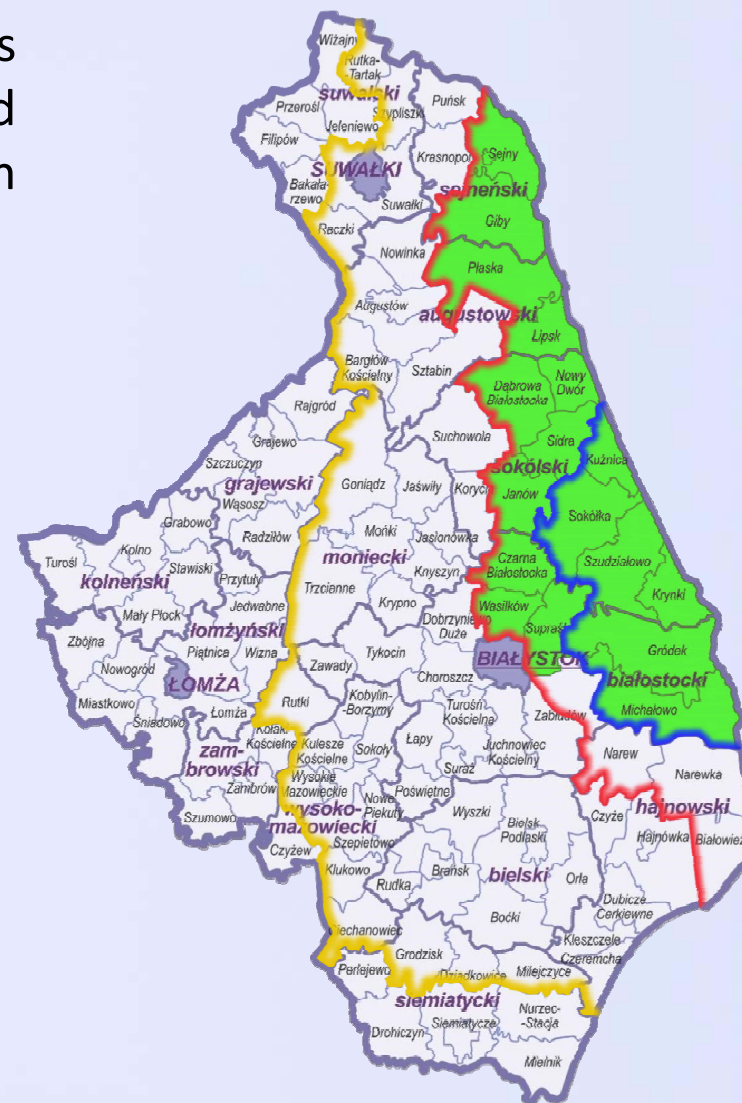 s
d
n
Wiżajny
Rutka-
Tartak
suwalski
Szypliszki
Puńsk
Przerośl
Jeleniewo
Filipów
Krasnopol
Sejny
SUWAŁKI
Bakała-
rzewo
sejneński
Suwałki
Giby
Raczki
Nowinka
Płaska
Augustów
augustowski
Lipsk
Bargłów
Kościelny
Sztabin
Nowy
Dwór
Dąbrowa
Białostocka
Rajgród
Suchowola
Grajewo
Sidra
Kuźnica
Szczuczyn
sokólski
grajewski
Goniądz
Jaświły
Korycin
Janów
Wąsosz
Sokółka
Grabowo
Mońki
Radziłów
Jasionówka
Kolno
Turośl
Stawiski
moniecki
Czarna
Białostocka
Szudziałowo
kolneński
Przytuły
Knyszyn
Trzcianne
Krynki
Mały Płock
Jedwabne
Krypno
Wasilków
łomżyński
Dobrzyniewo
Duże
Supraśl
Zbójna
Piątnica
Wizna
Tykocin
Gródek
Nowogród
Zawady
BIAŁYSTOK
ŁOMŻA
Choroszcz
białostocki
Miastkowo
Łomża
Rutki
Kobylin-
Borzymy
Turośń
Kościelna
Zabłudów
Michałowo
Śniadowo
Kołaki
Kościelne
Kulesze
Kościelne
Sokoły
Łapy
Juchnowiec
Kościelny
Narew
zam-
browski
Suraż
Narewka
Wysokie
Mazowieckie
Zambrów
Poświętne
Nowe
Piekuty
Wyszki
Czyże
hajnowski
wysoko-
mazowiecki
Szumowo
Bielsk
Podlaski
Hajnówka
Białowież
Szepietowo
Czyżew
Klukowo
Brańsk
bielski
Orla
Rudka
Dubicze
Cerkiewne
Boćki
Ciechanowiec
Kleszczele
Grodzisk
Czeremcha
Perlejewo
Dziadkowice
Milejczyce
siemiatycki
Nurzec-
-Stacja
Siemiatycze
Drohiczyn
Mielnik